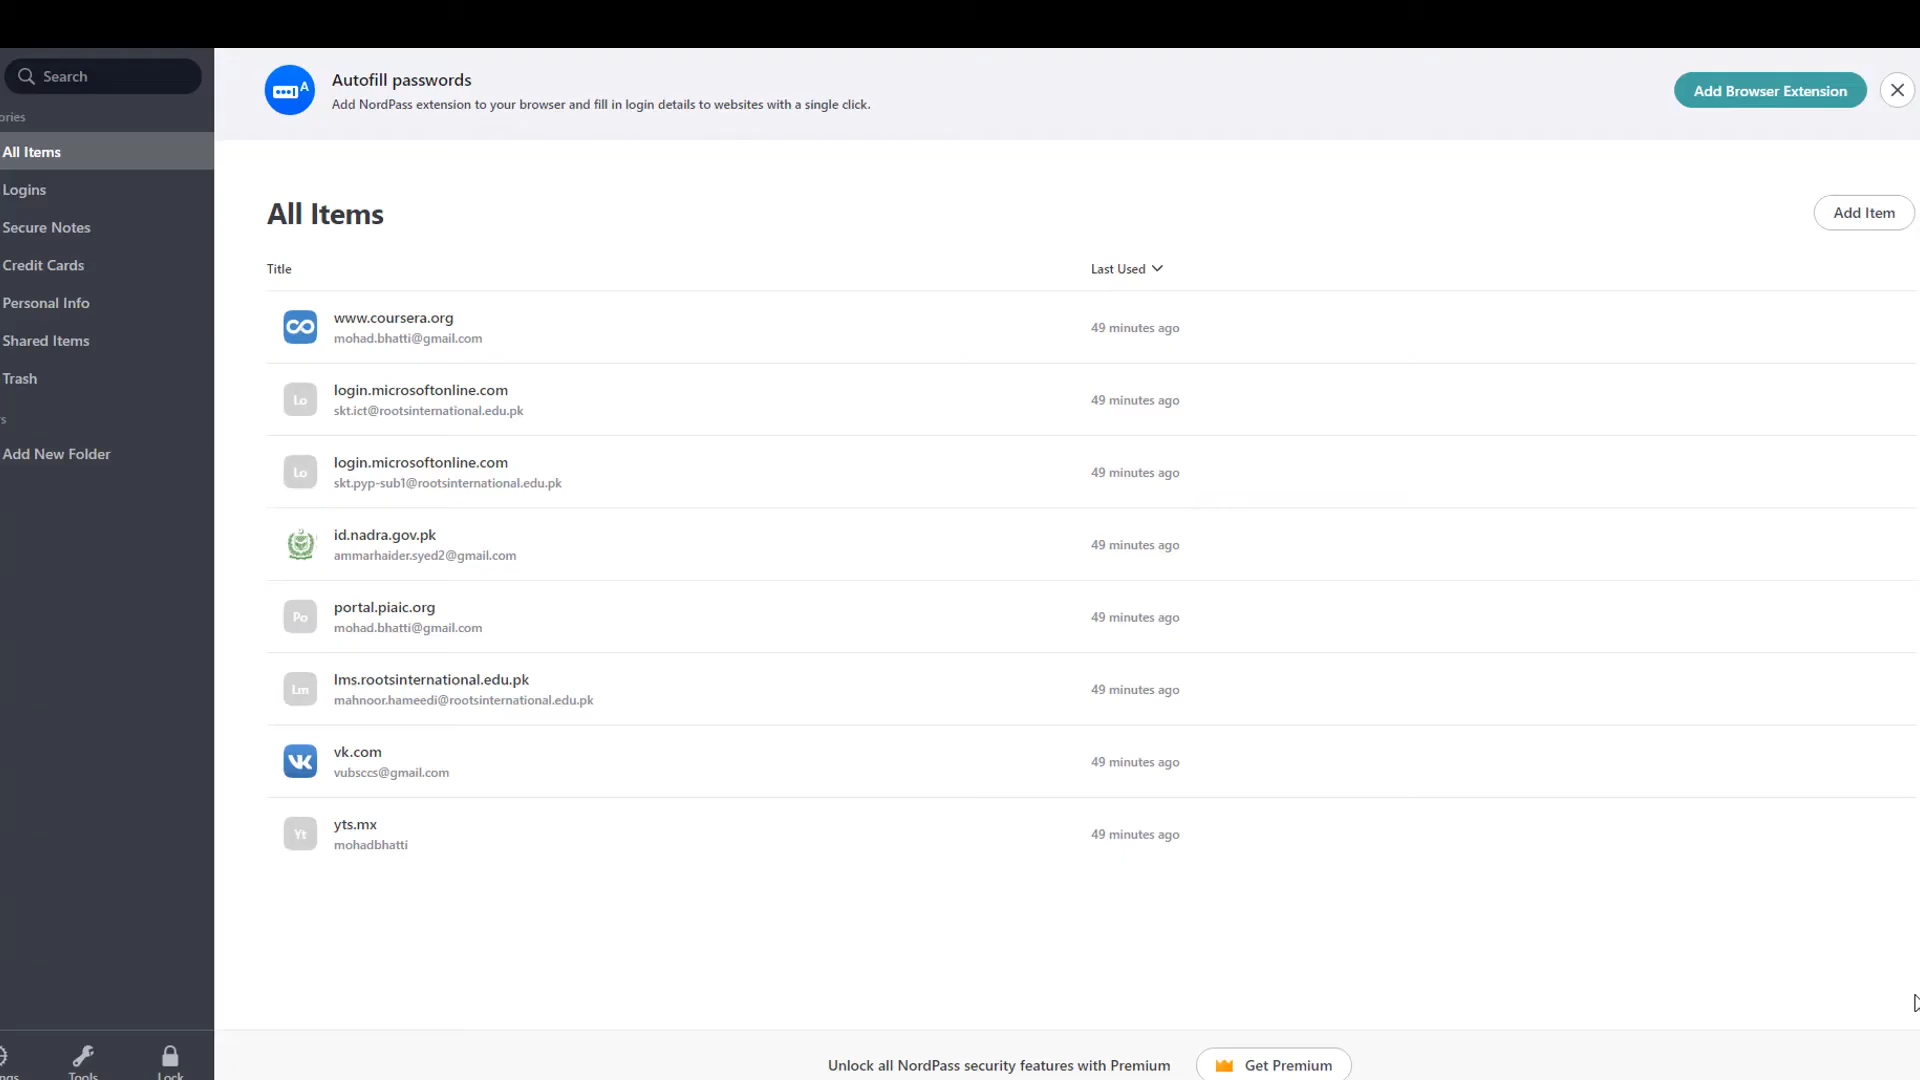 Search
ories
All Items
Logins
Secure Notes
Credit Cards
Personal Info
Shared Items
Trash
s
Add New Folder
ngs
Tools
Lock
A
Autofill passwords
Add NordPass extension to your browser and fill in login details to websites with a single click.
Add Browser Extension
All Items
Add Item
Title
Last Used
www.coursera.org
mohad.bhatti@gmail.com
49 minutes ago
Lo
login.microsoftonline.com
skt.ict@rootsinternational.edu.pk
49 minutes ago
Lo
login.microsoftonline.com
skt.pyp-sub1@rootsinternational.edu.pk
49 minutes ago
id.nadra.gov.pk
ammarhaider.syed2@gmail.com
49 minutes ago
Po
portal.piaic.org
mohad.bhatti@gmail.com
49 minutes ago
Lm
lms.rootsinternational.edu.pk
mahnoor.hameedi@rootsinternational.edu.pk
49 minutes ago
VK
vk.com
vubsccs@gmail.com
49 minutes ago
Yt
yts.mx
mohadbhatti
49 minutes ago
Unlock all NordPass security features with Premium
Get Premium